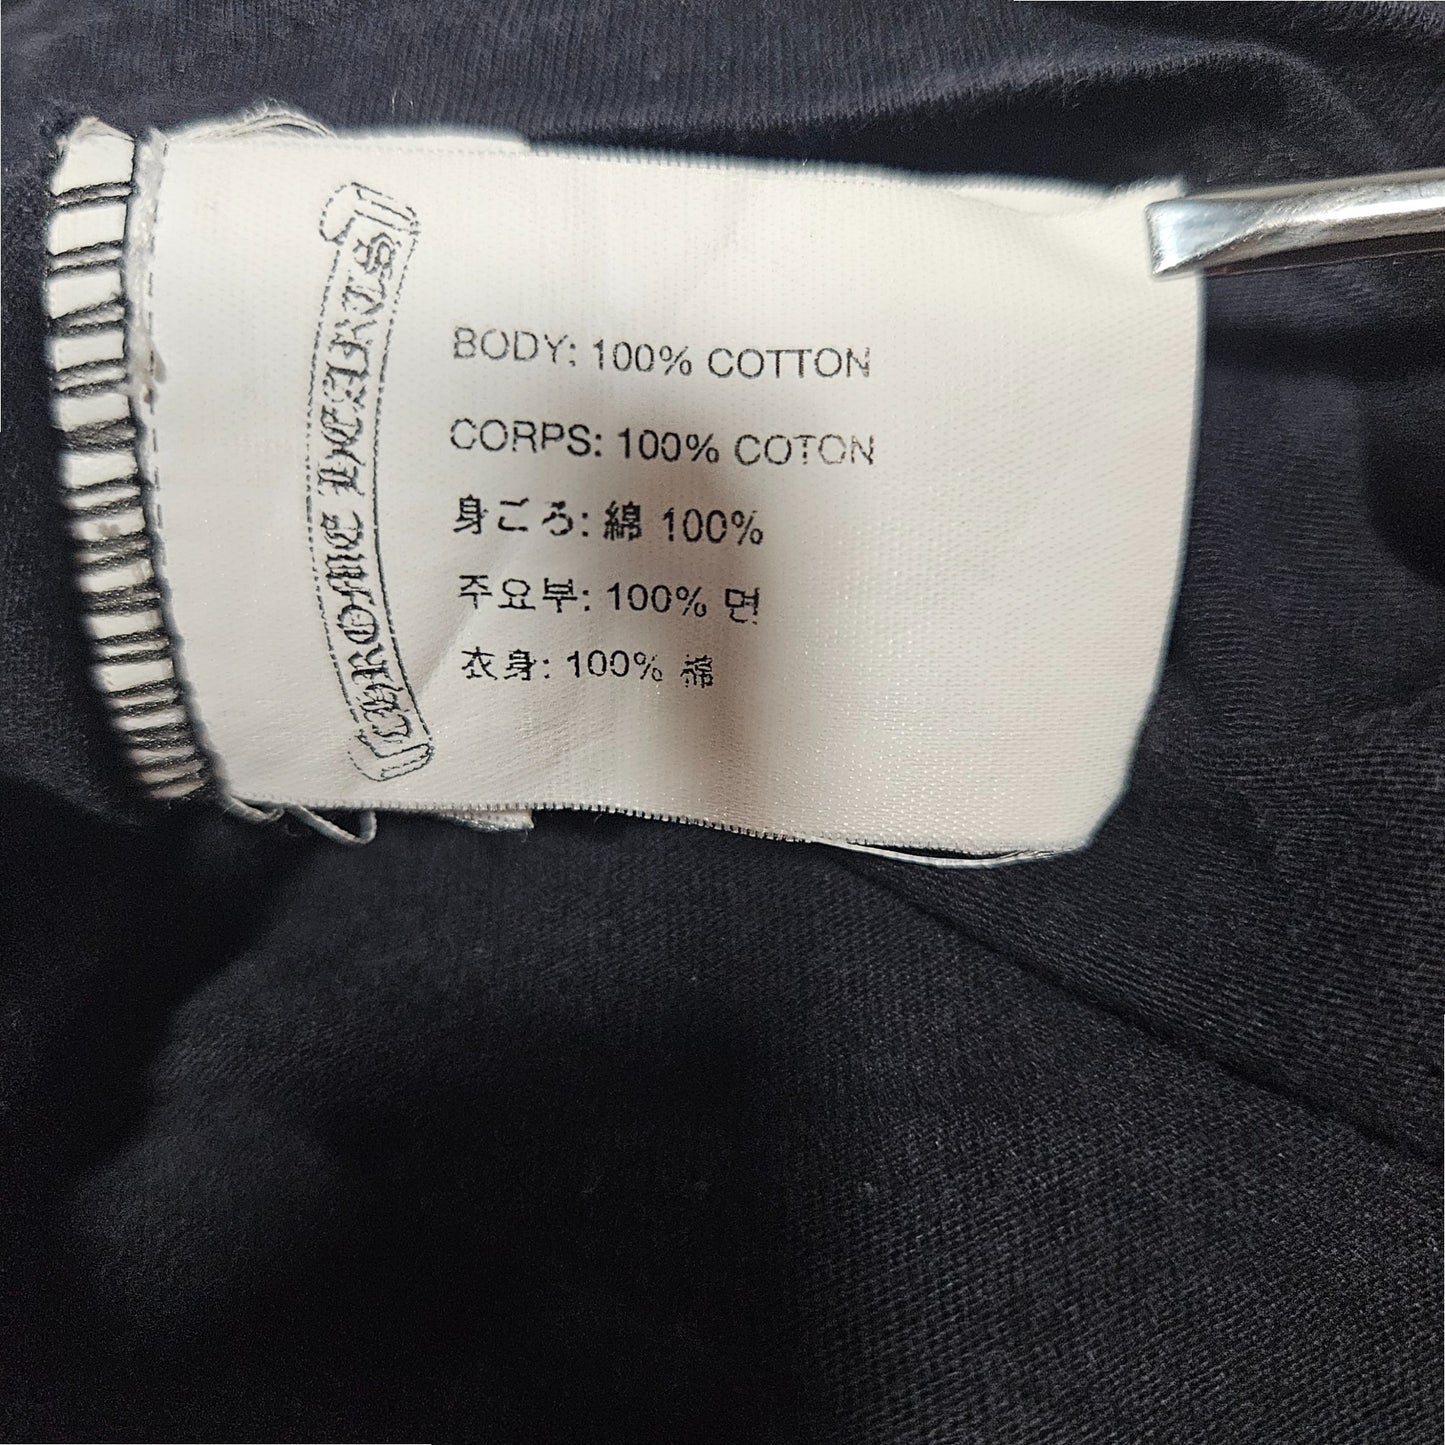 CHROME HEARTS
BODY: 100% COTTON
CORPS: 100% COTON
身ごろ: 綿 100%
주요부: 100% 면
衣身: 100% 棉